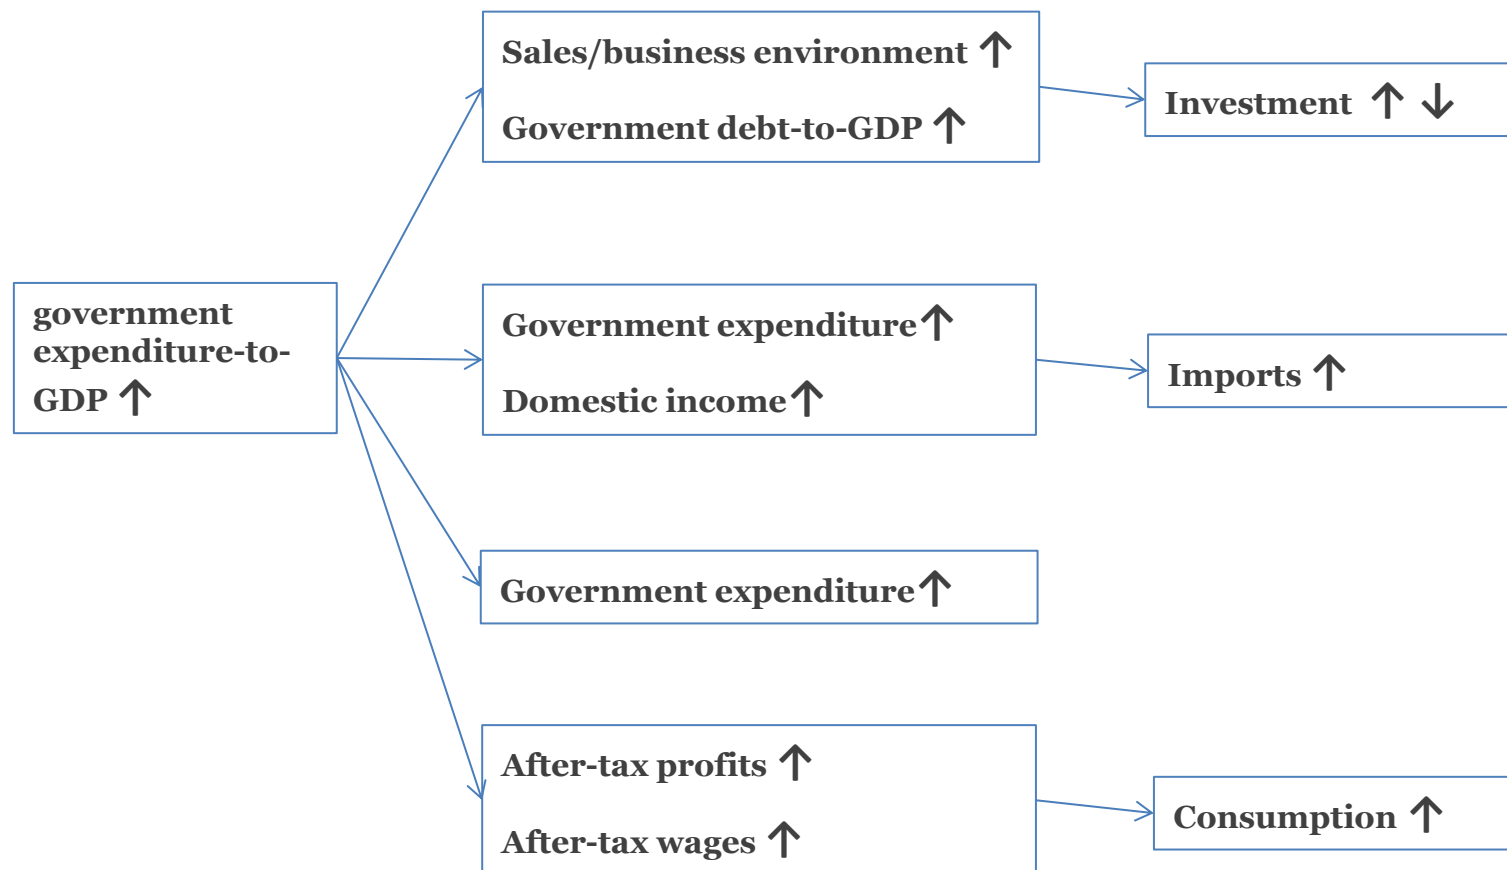 government
expenditure-to-
GDP ↑
Sales/business environment ↑
Government debt-to-GDP ↑
Investment ↑ ↓
Government expenditure ↑
Domestic income ↑
Imports ↑
Government expenditure ↑
After-tax profits ↑
After-tax wages ↑
Consumption ↑